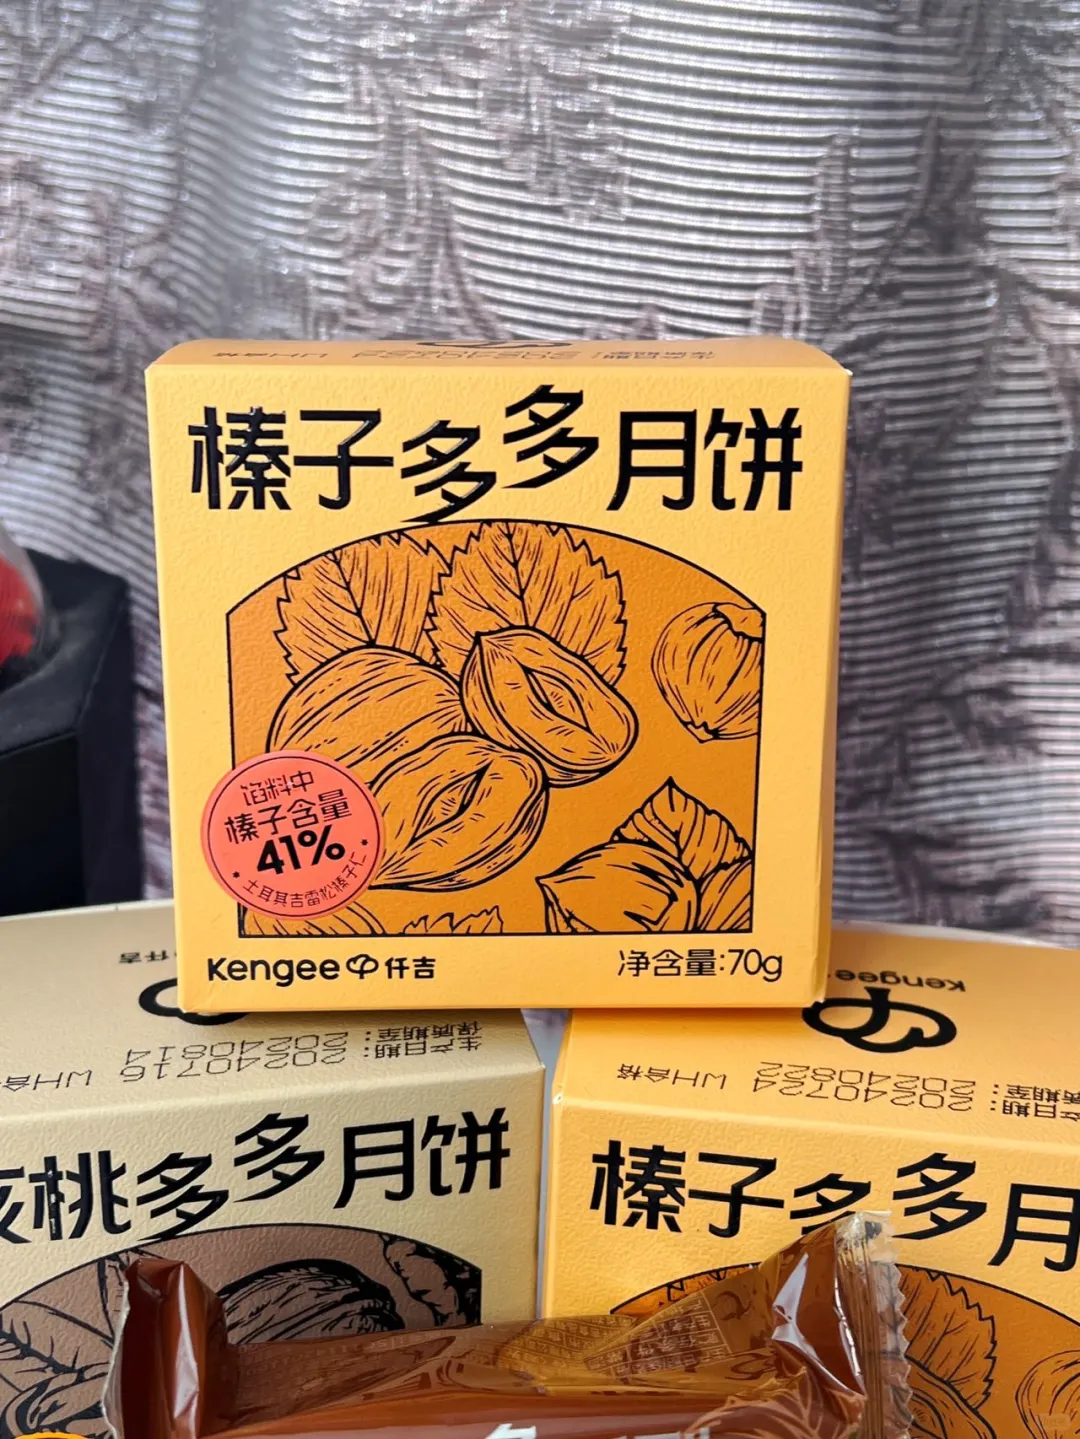 榛子多多月饼
馅料中
榛子含量
41%
土耳其吉雷松榛子仁
Kengee 仟吉
净含量:70g
仟吉
生产日期: 20240716 WH合格
保质期至: 20240814
Kengee
生产日期: 20240724 WH合格
保质期至: 20240822
核桃多多月饼
榛子多多月